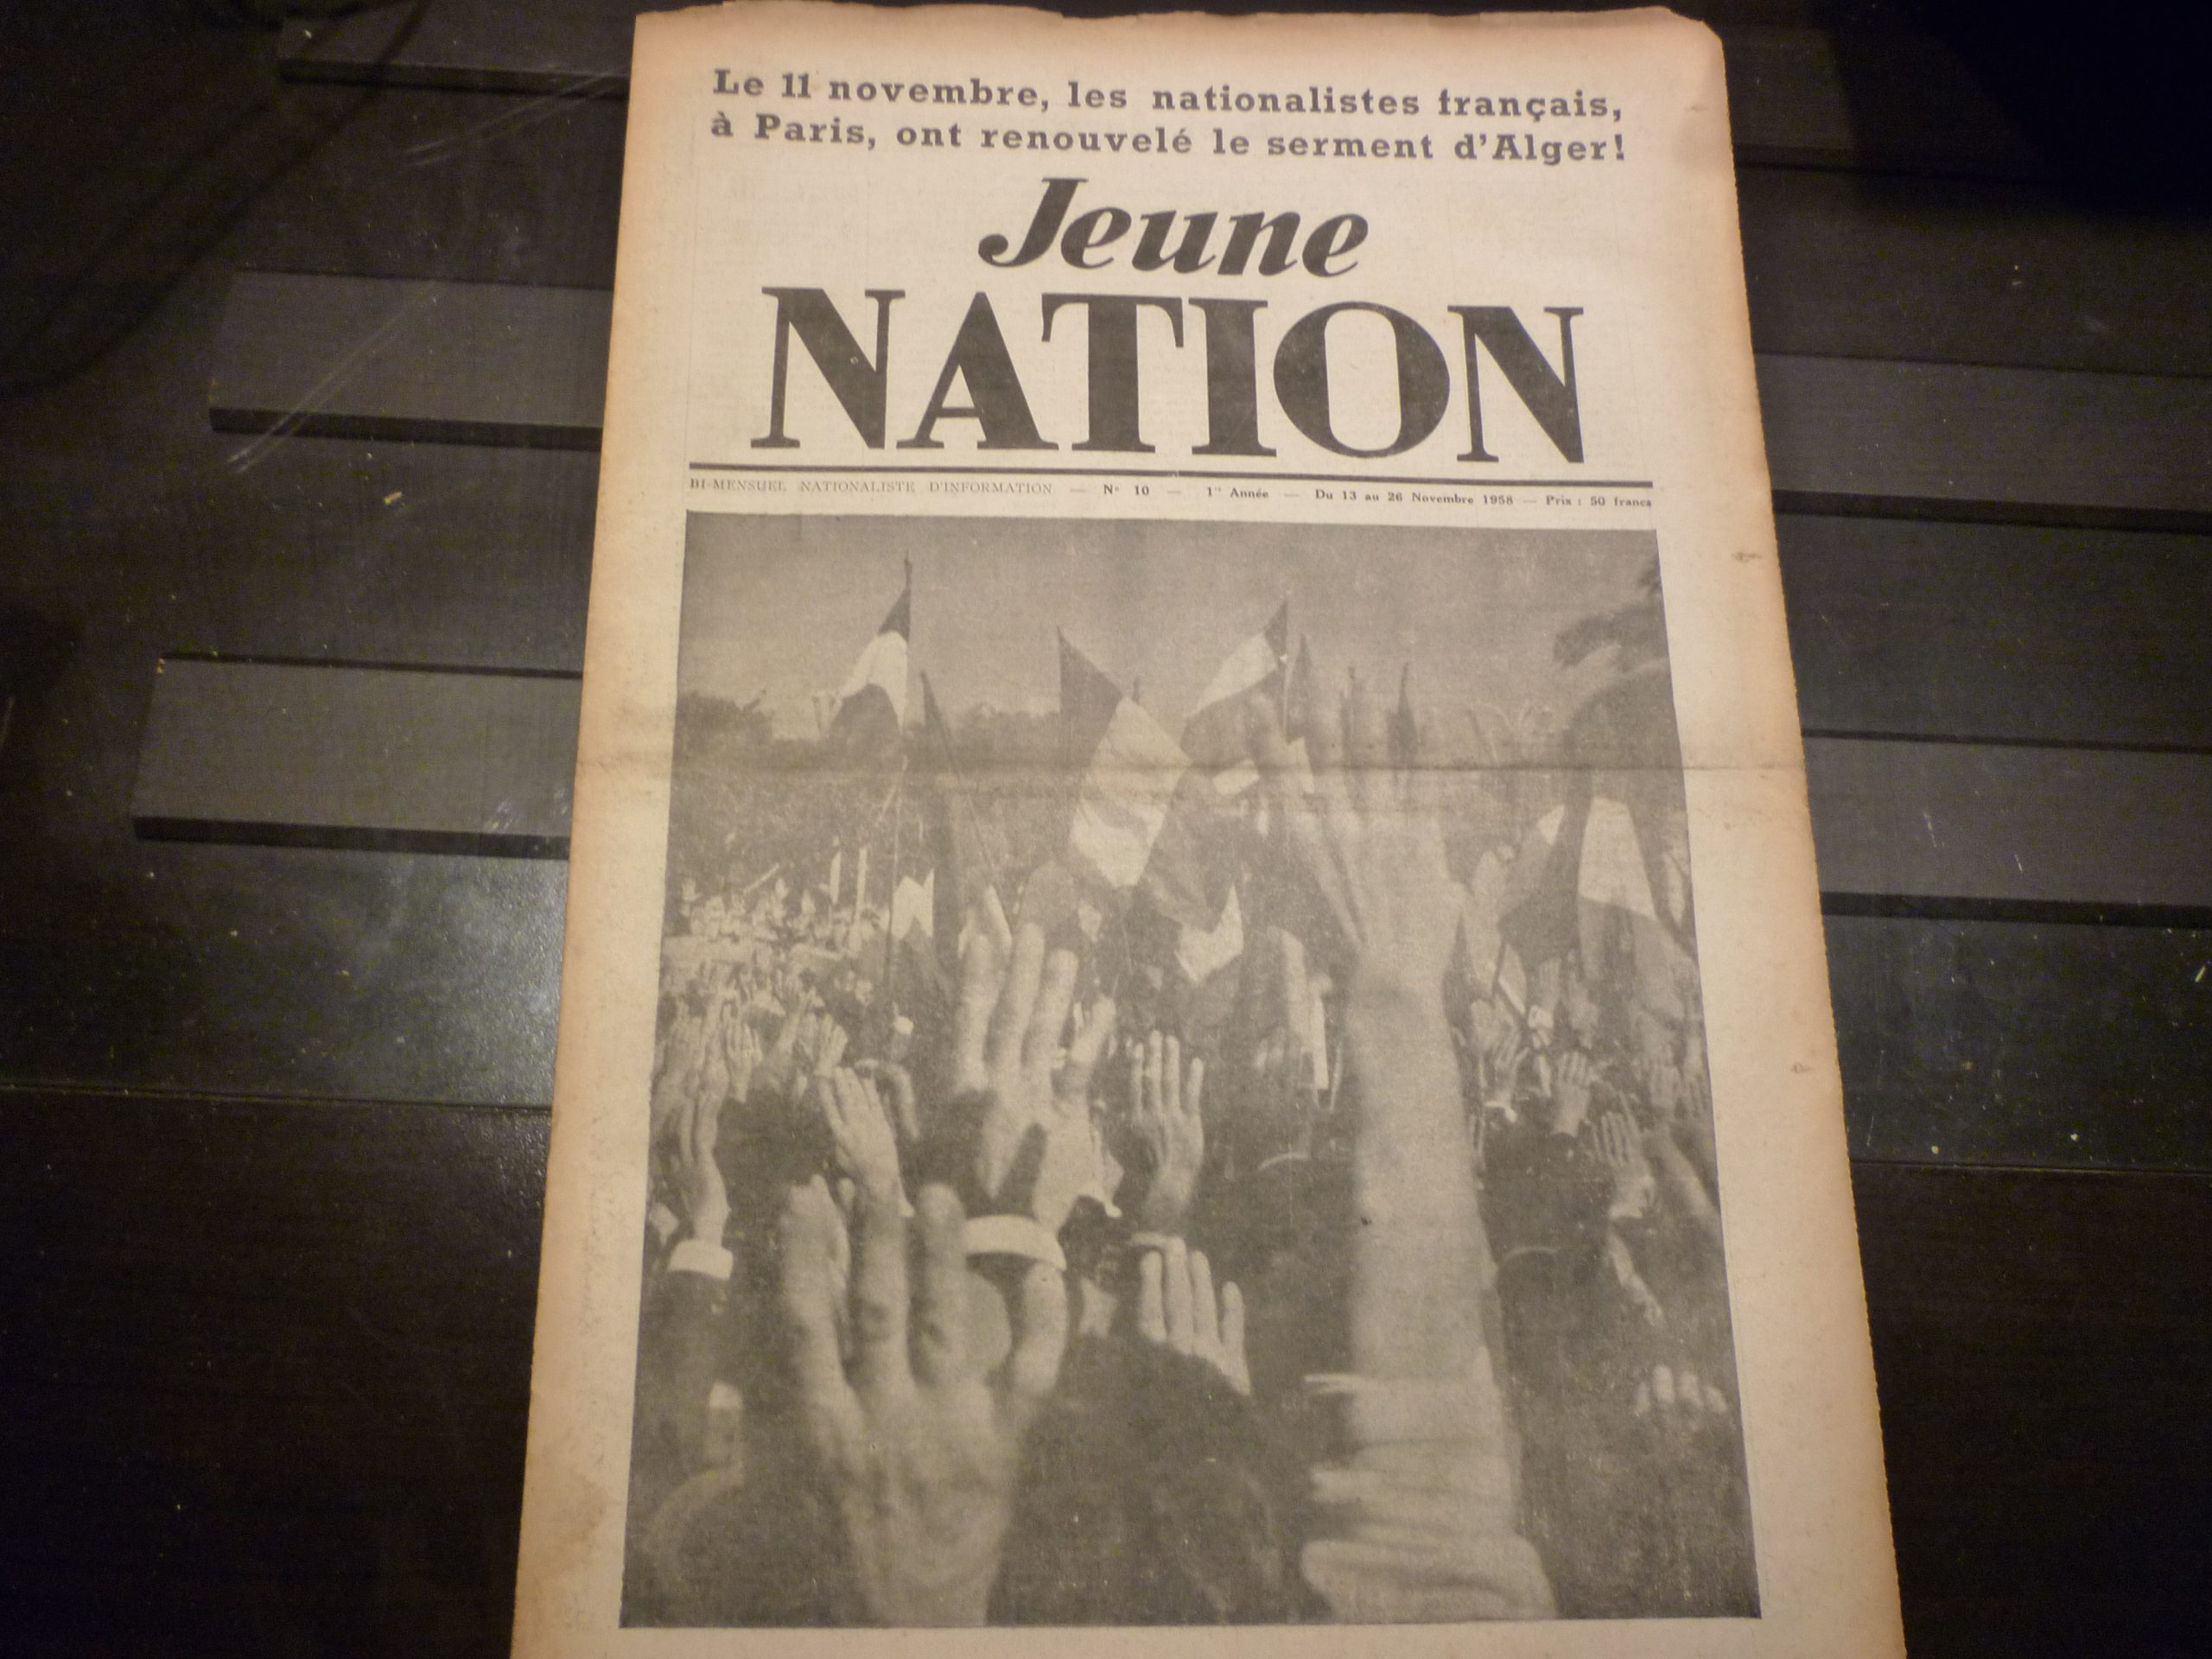 Le 11 novembre, les nationalistes français,
à Paris, ont renouvelé le serment d'Alger!
Jeune
NATION
BI-MENSUEL NATIONALISTE D'INFORMATION — N° 10 — 1re Année — Du 13 au 26 Novembre 1958 — Prix : 50 francs